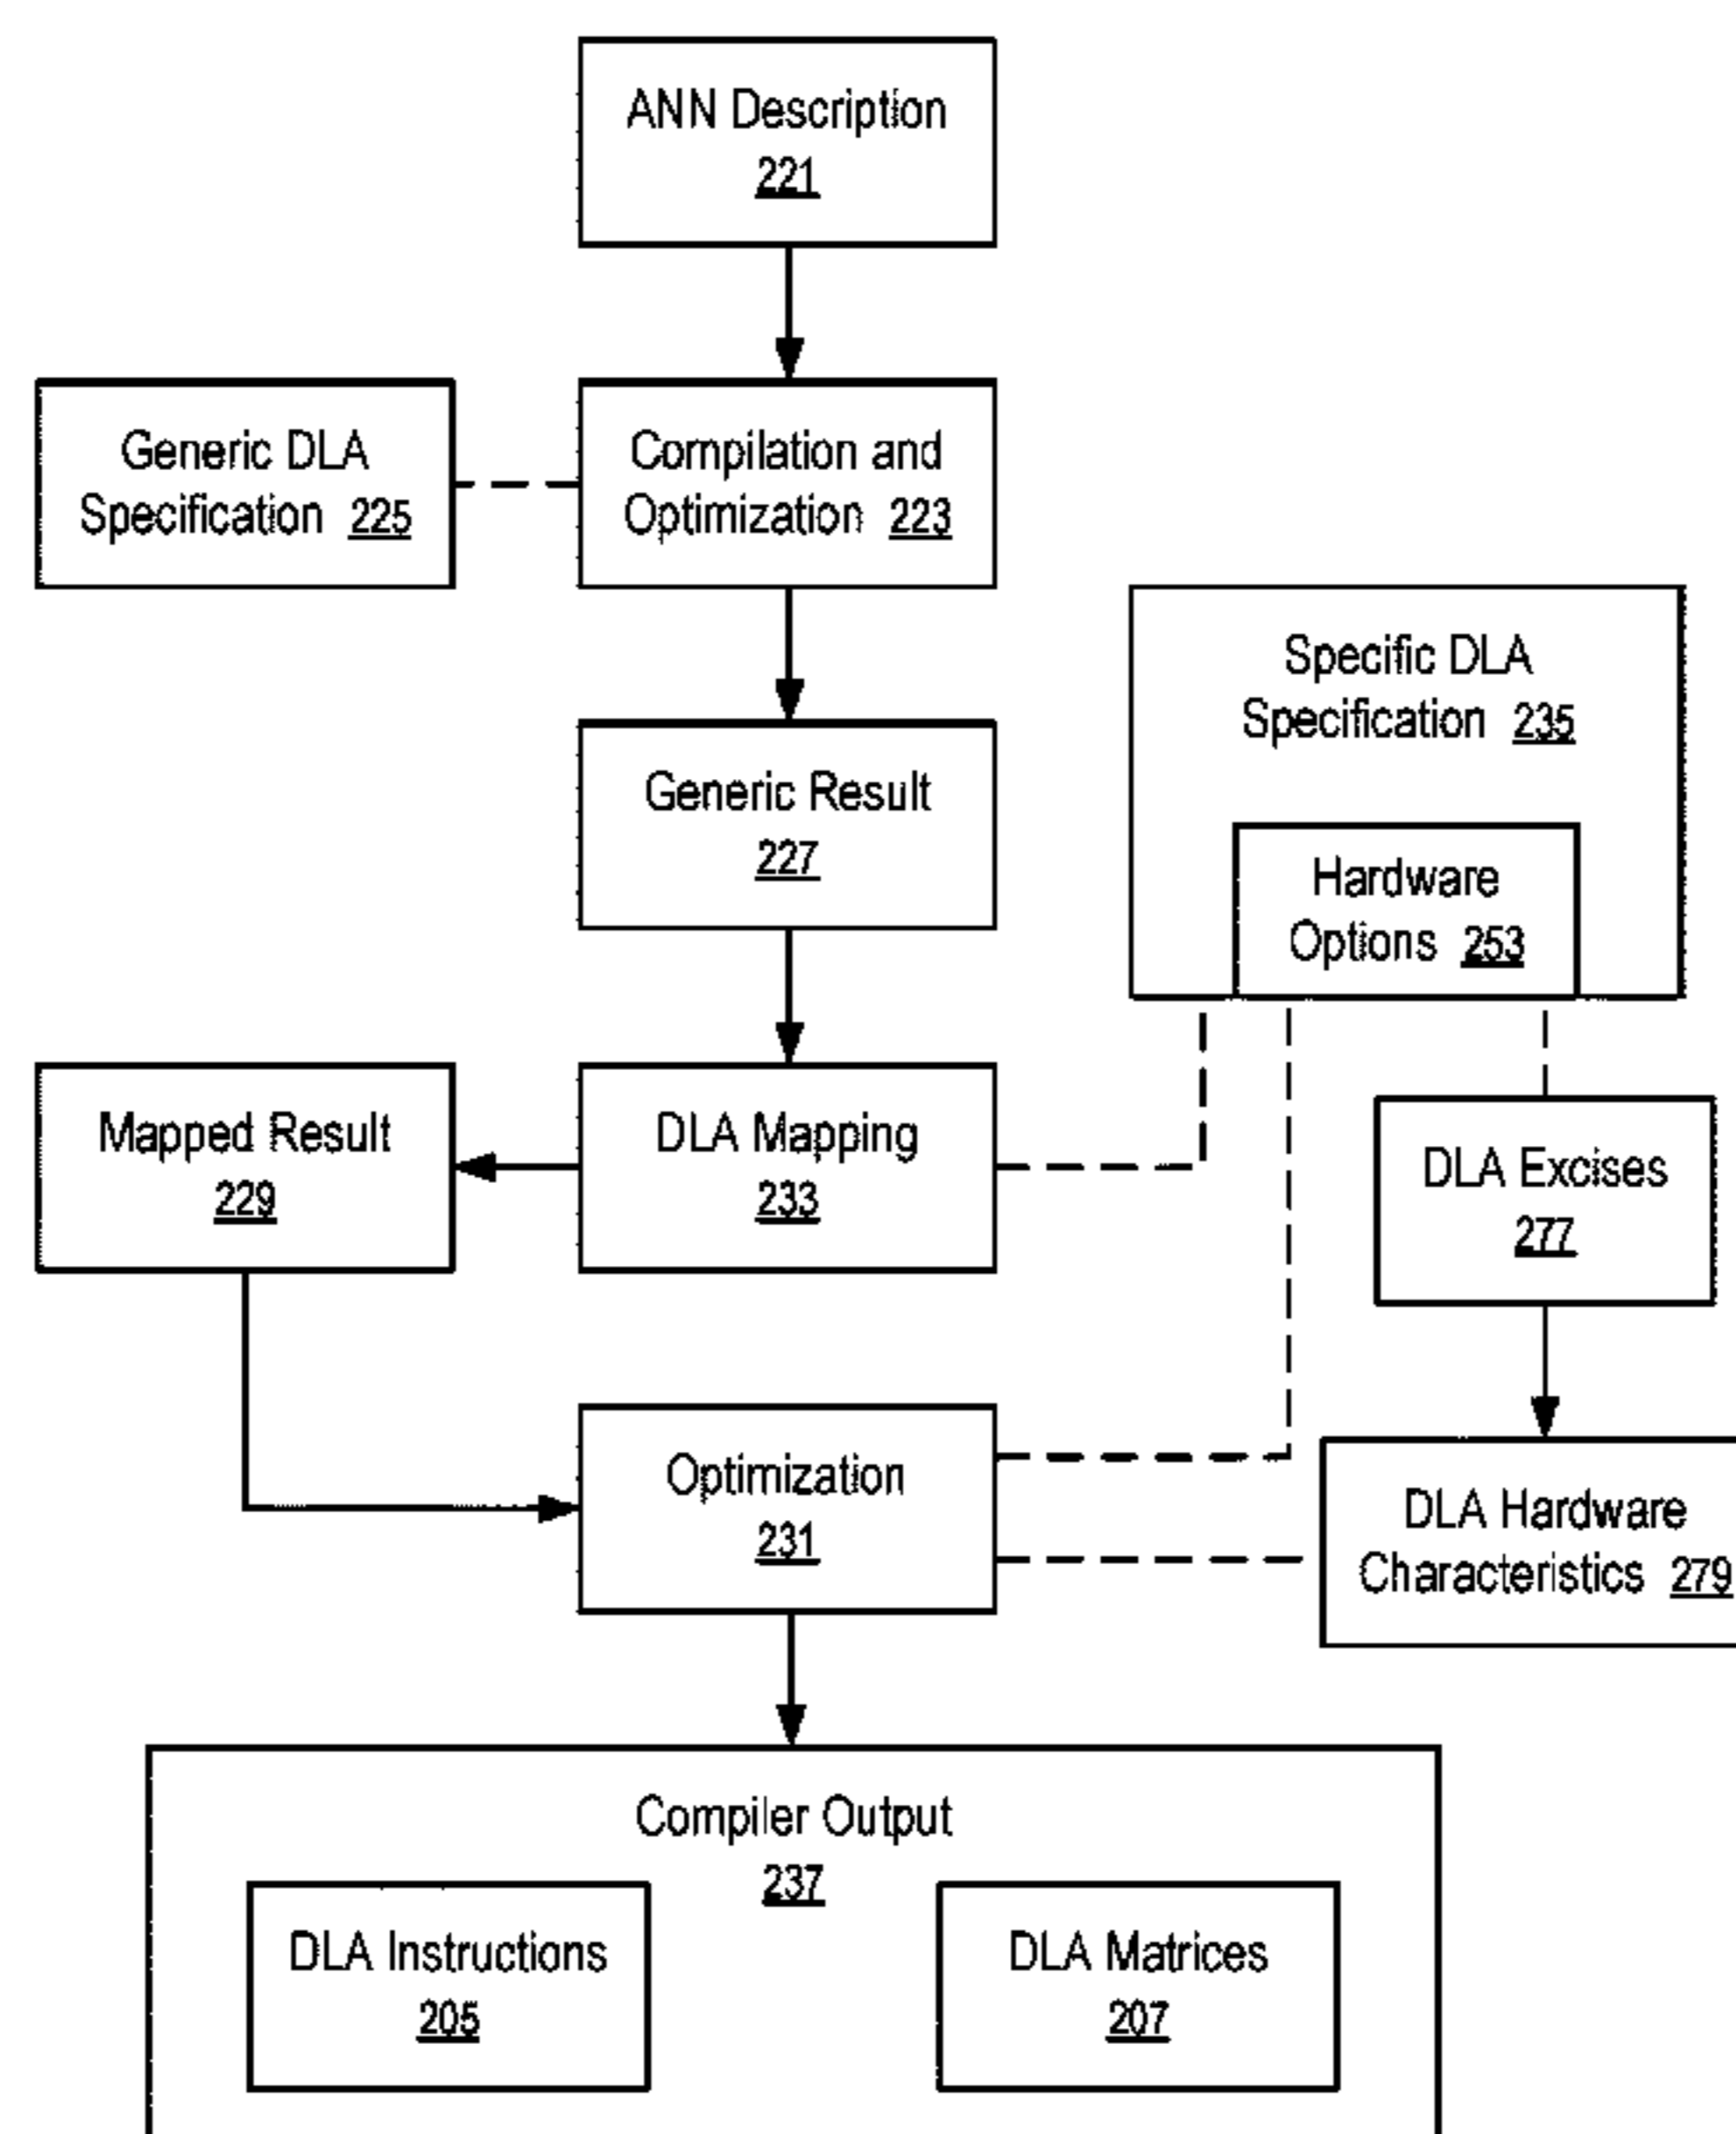 ANN Description
221
Generic DLA
Specification 225
Compilation and
Optimization 223
Specific DLA
Specification 235
Generic Result
227
Hardware
Options 253
Mapped Result
229
DLA Mapping
233
DLA Excises
277
Optimization
231
DLA Hardware
Characteristics 279
Compiler Output
237
DLA Instructions
205
DLA Matrices
207